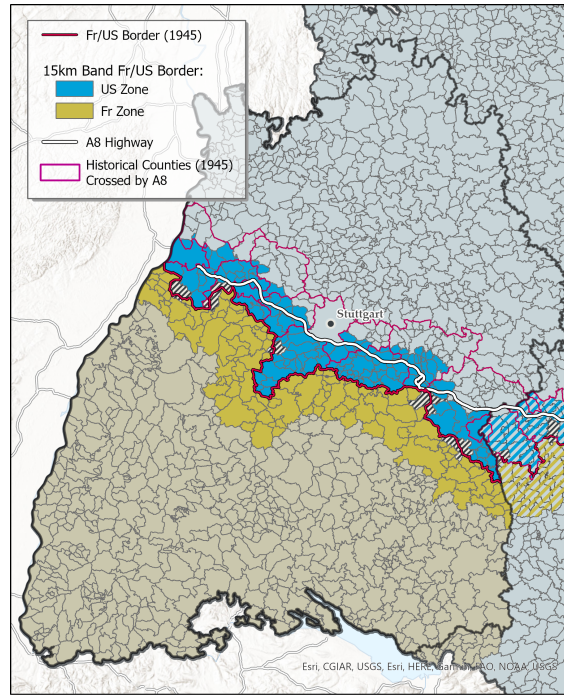 Fr/US Border (1945)
15km Band Fr/US Border:
US Zone
Fr Zone
A8 Highway
Historical Counties (1945)
Crossed by A8
Stuttgart
Esri, CGIAR, USGS, Esri, HERE, Garmin, FAO, NOAA, USGS